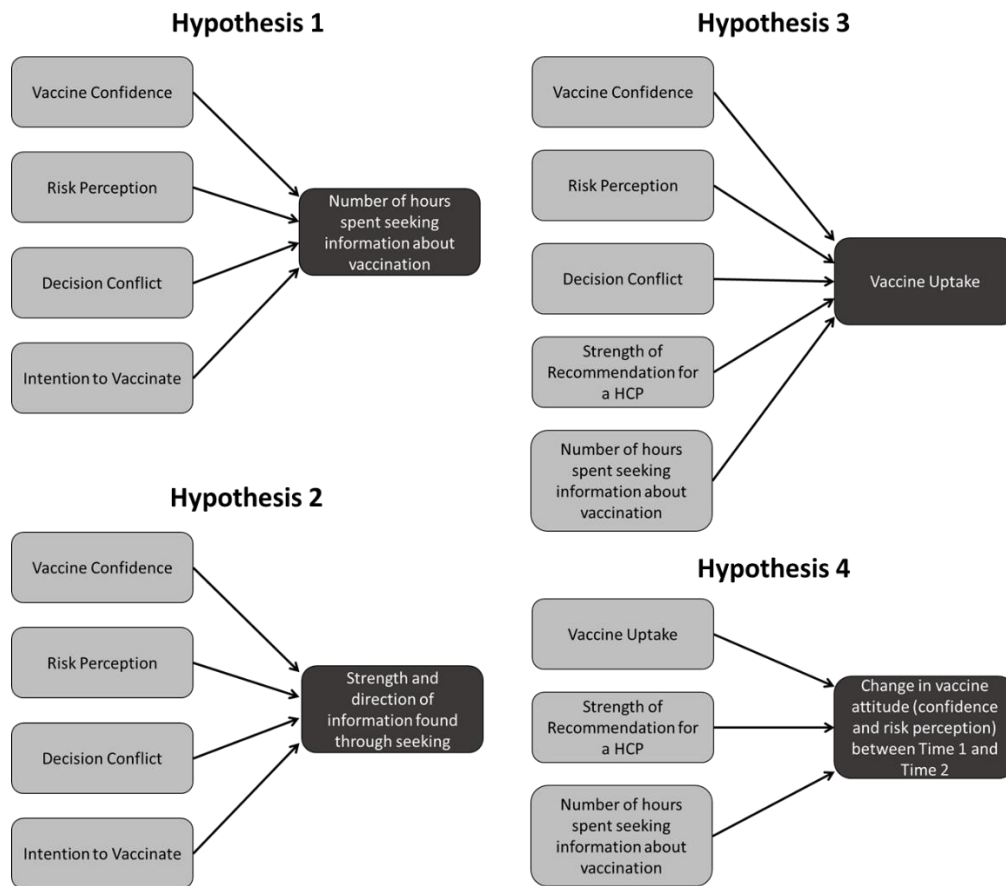 Hypothesis 1
Vaccine Confidence
Risk Perception
Decision Conflict
Intention to Vaccinate
Number of hours
spent seeking
information about
vaccination
Hypothesis 2
Vaccine Confidence
Risk Perception
Decision Conflict
Intention to Vaccinate
Strength and
direction of
information found
through seeking
Hypothesis 3
Vaccine Confidence
Risk Perception
Decision Conflict
Strength of
Recommendation for
a HCP
Number of hours
spent seeking
information about
vaccination
Vaccine Uptake
Hypothesis 4
Vaccine Uptake
Strength of
Recommendation for
a HCP
Number of hours
spent seeking
information about
vaccination
Change in vaccine
attitude (confidence
and risk perception)
between Time 1 and
Time 2